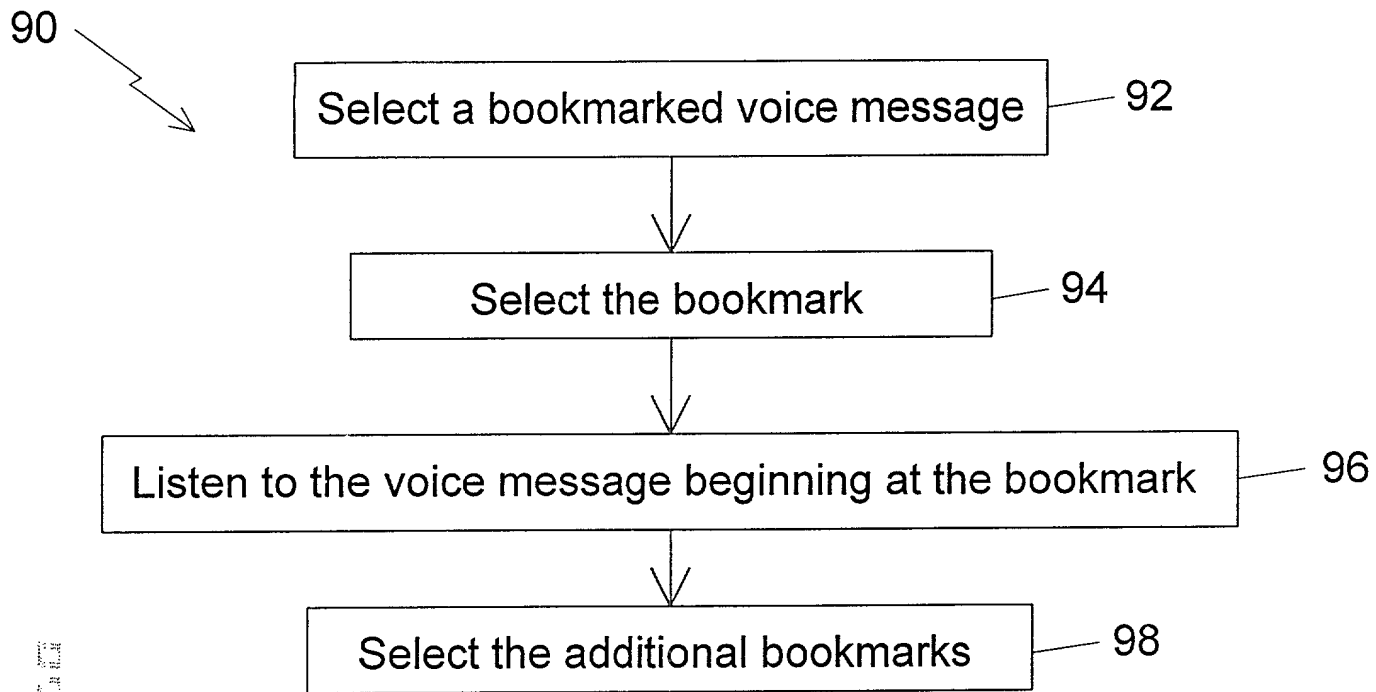 90
Select a bookmarked voice message 92
Select the bookmark 94
Listen to the voice message beginning at the bookmark 96
Select the additional bookmarks 98